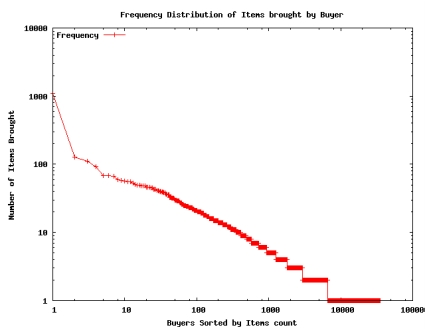 Frequency Distribution of Items brought by Buyer
10000
Frequency
1000
100
10
1
Number of Items Brought
1
10
100
1000
10000
100000
Buyers Sorted by Items count